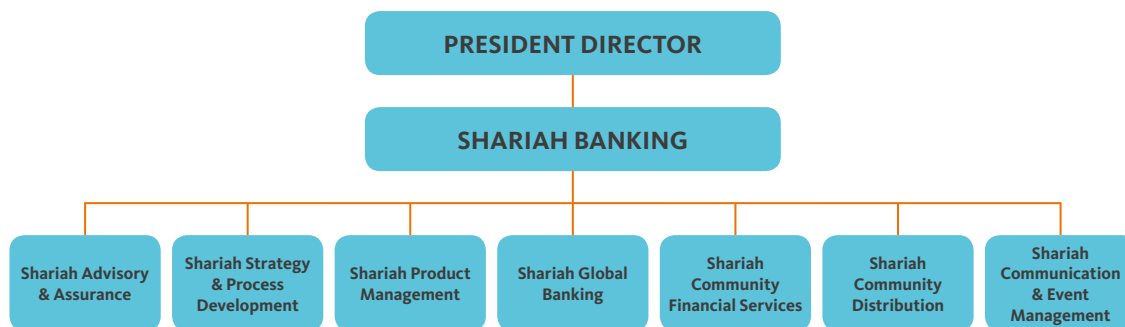 PRESIDENT DIRECTOR
SHARIAH BANKING
Shariah Advisory
& Assurance
Shariah Strategy
& Process
Development
Shariah Product
Management
Shariah Global
Banking
Shariah
Community
Financial Services
Shariah
Community
Distribution
Shariah
Communication
& Event
Management